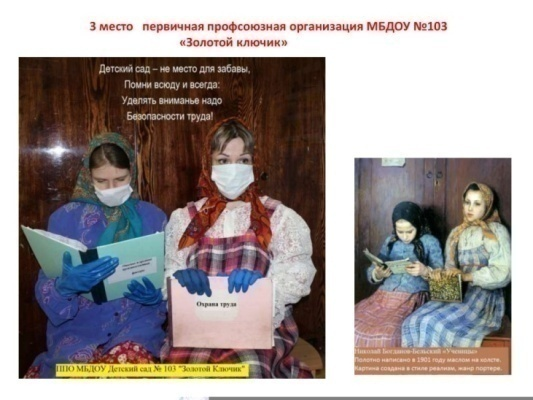 3 место первичная профсоюзная организация МБДОУ №103
«Золотой ключик»
Детский сад – не место для забавы,
Помни всюду и всегда:
Уделять вниманье надо
Безопасности труда!
Охрана труда
ППО МБДОУ Детский сад № 103 "Золотой Ключик"
Николай Богданов-Бельский «Ученицы»
Полотно написано в 1901 году маслом на холсте.
Картина создана в стиле реализм, жанр портере.